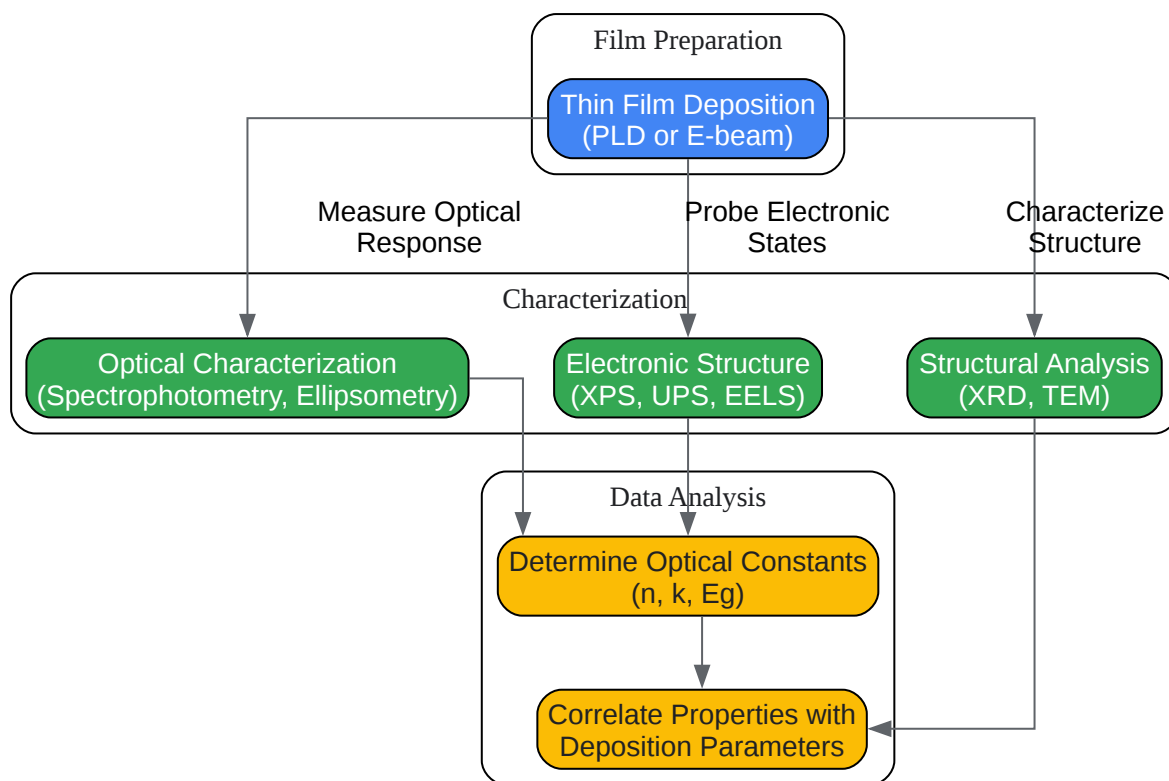 Film Preparation
Thin Film Deposition
(PLD or E-beam)
Measure Optical
Response
Probe Electronic
States
Characterize
Structure
Characterization
Optical Characterization
(Spectrophotometry, Ellipsometry)
Electronic Structure
(XPS, UPS, EELS)
Structural Analysis
(XRD, TEM)
Data Analysis
Determine Optical Constants
(n, k, Eg)
Correlate Properties with
Deposition Parameters